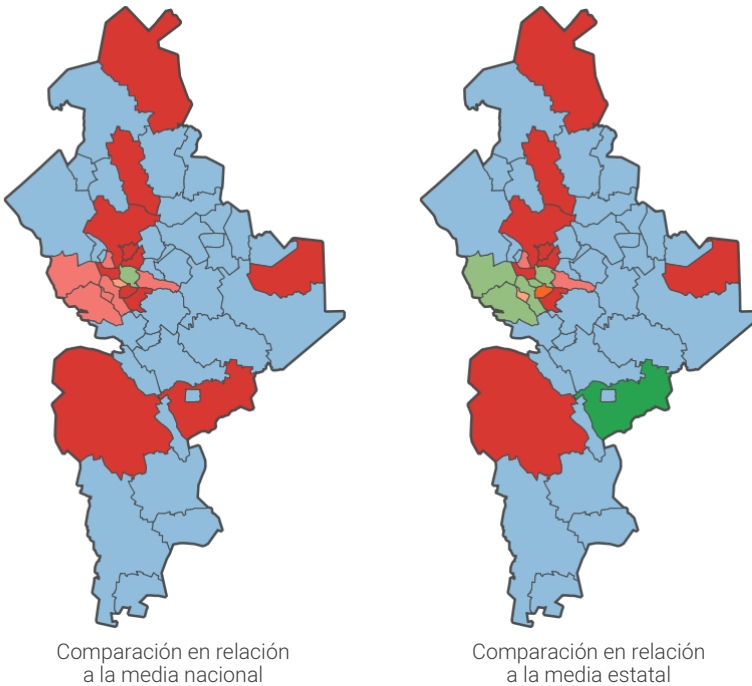 Comparación en relación
a la media nacional
Comparación en relación
a la media estatal